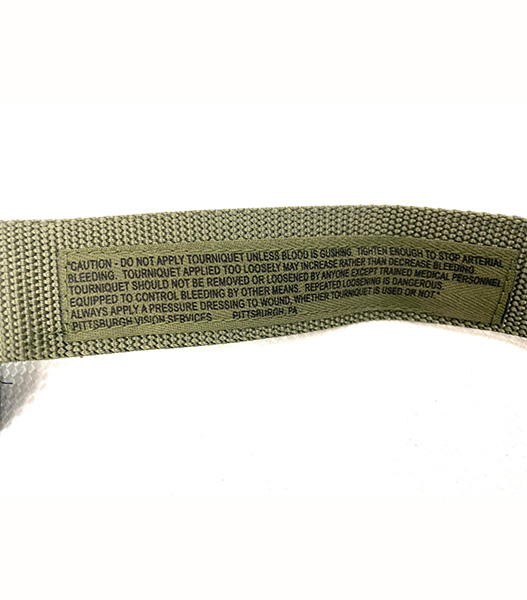 "CAUTION - DO NOT APPLY TOURNIQUET UNLESS BLOOD IS GUSHING. TIGHTEN ENOUGH TO STOP ARTERIAL
BLEEDING. TOURNIQUET APPLIED TOO LOOSELY MAY INCREASE RATHER THAN DECREASE BLEEDING.
TOURNIQUET SHOULD NOT BE REMOVED OR LOOSENED BY ANYONE EXCEPT TRAINED MEDICAL PERSONNEL
EQUIPPED TO CONTROL BLEEDING BY OTHER MEANS. REPEATED LOOSENING IS DANGEROUS.
ALWAYS APPLY A PRESSURE DRESSING TO WOUND, WHETHER TOURNIQUET IS USED OR NOT."
PITTSBURGH VISION SERVICES PITTSBURGH, PA